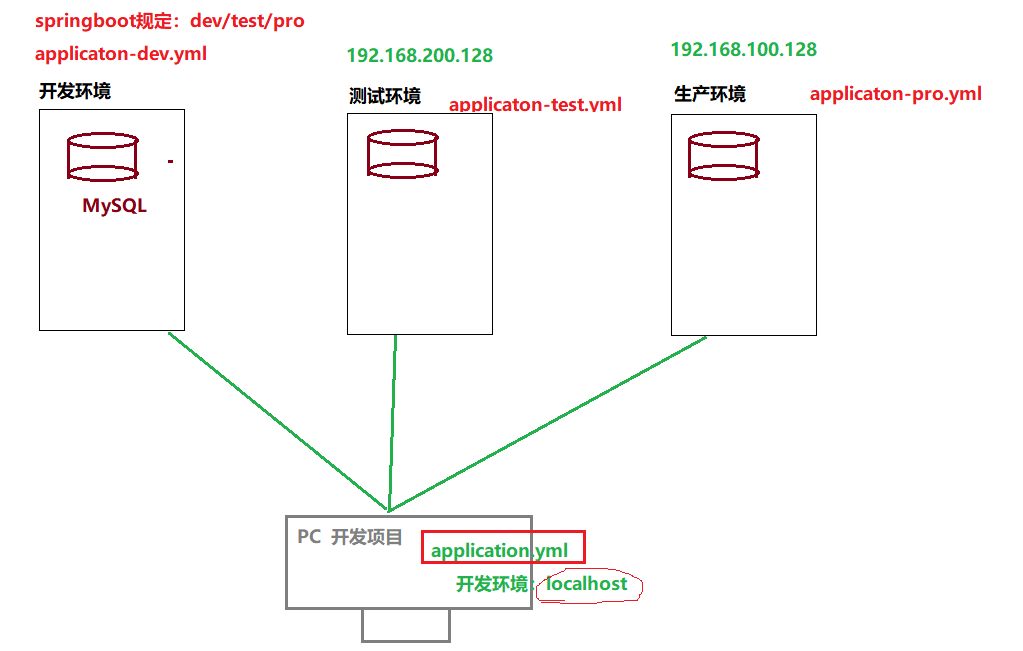 springboot规定：dev/test/pro
applicaton-dev.yml
开发环境
192.168.200.128
测试环境
applicaton-test.yml
192.168.100.128
生产环境
applicaton-pro.yml
MySQL
PC 开发项目
application.yml
开发环境：localhost